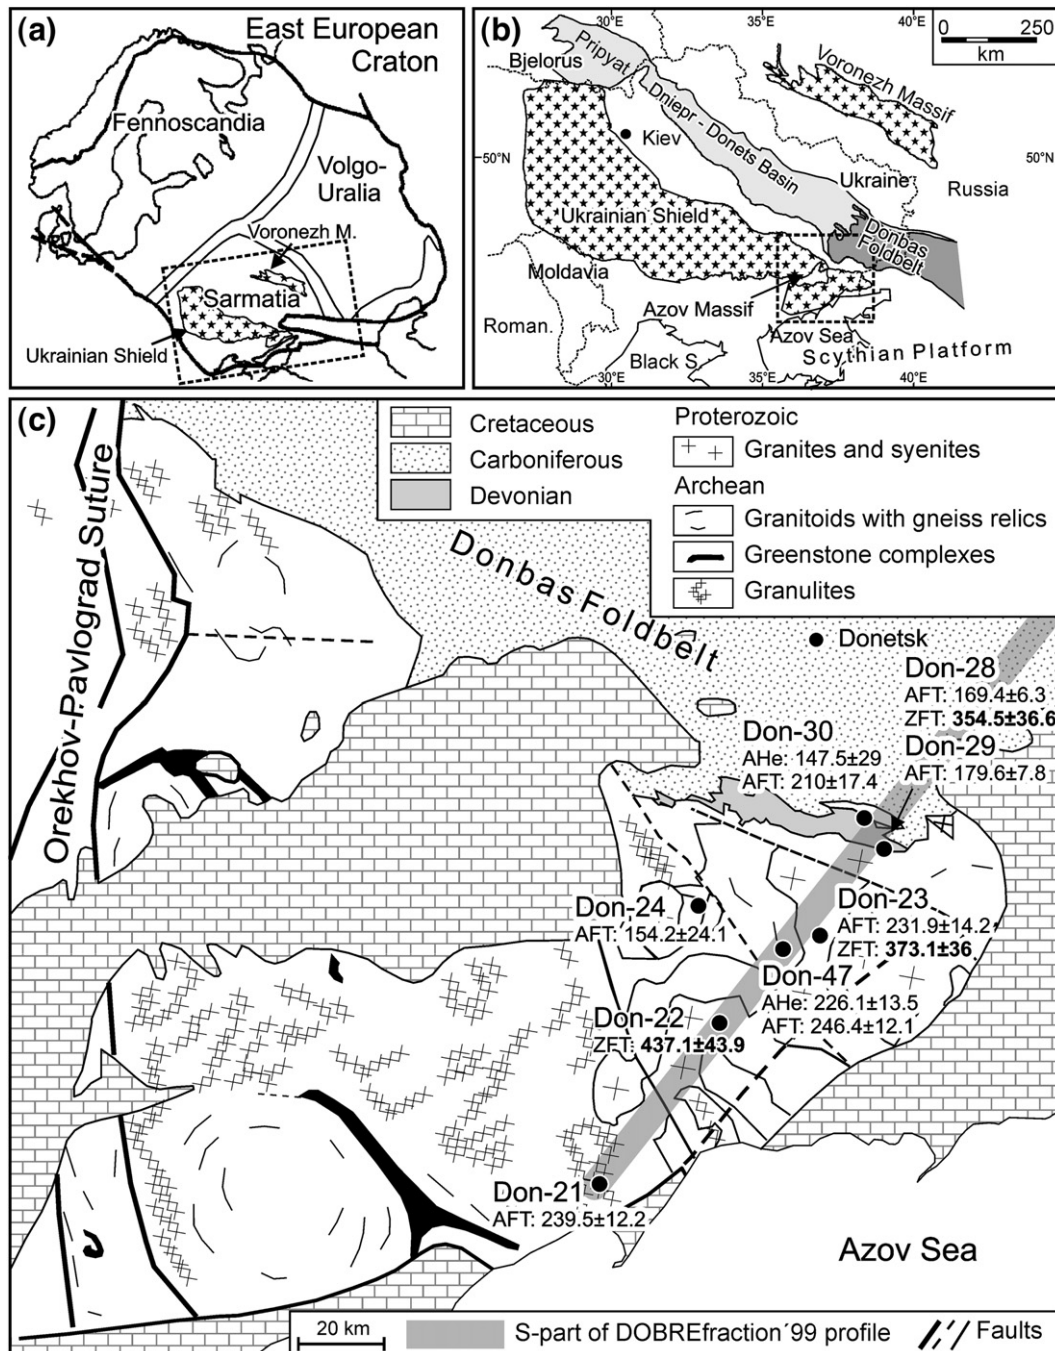 (a)
East European
Craton
Fennoscandia
Volgo-
Uralia
Voronezh M.
Sarmatia
Ukrainian Shield
(b)
30°E
35°E
40°E
0
250
km
Pripyat
Bjelorus
Voronezh Massif
Dniepr - Donets Basin
Kiev
50°N
50°N
Ukraine
Russia
Ukrainian Shield
Donbas
Foldbelt
Moldavia
Azov Massif
Roman.
Azov Sea
Scythian Platform
Black S.
30°E
35°E
40°E
(c)
Cretaceous
Carboniferous
Devonian
Proterozoic
Granites and syenites
Archean
Granitoids with gneiss relics
Greenstone complexes
Granulites
Orekhov-Pavlograd Suture
Donbas Foldbelt
Donetsk
Don-28
AFT: 169.4±6.3
ZFT: 354.5±36.6
Don-30
AHe: 147.5±29
AFT: 210±17.4
Don-29
AFT: 179.6±7.8
Don-24
AFT: 154.2±24.1
Don-23
AFT: 231.9±14.2
ZFT: 373.1±36
Don-47
AHe: 226.1±13.5
AFT: 246.4±12.1
Don-22
ZFT: 437.1±43.9
Don-21
AFT: 239.5±12.2
Azov Sea
20 km
S-part of DOBREfraction´99 profile
Faults